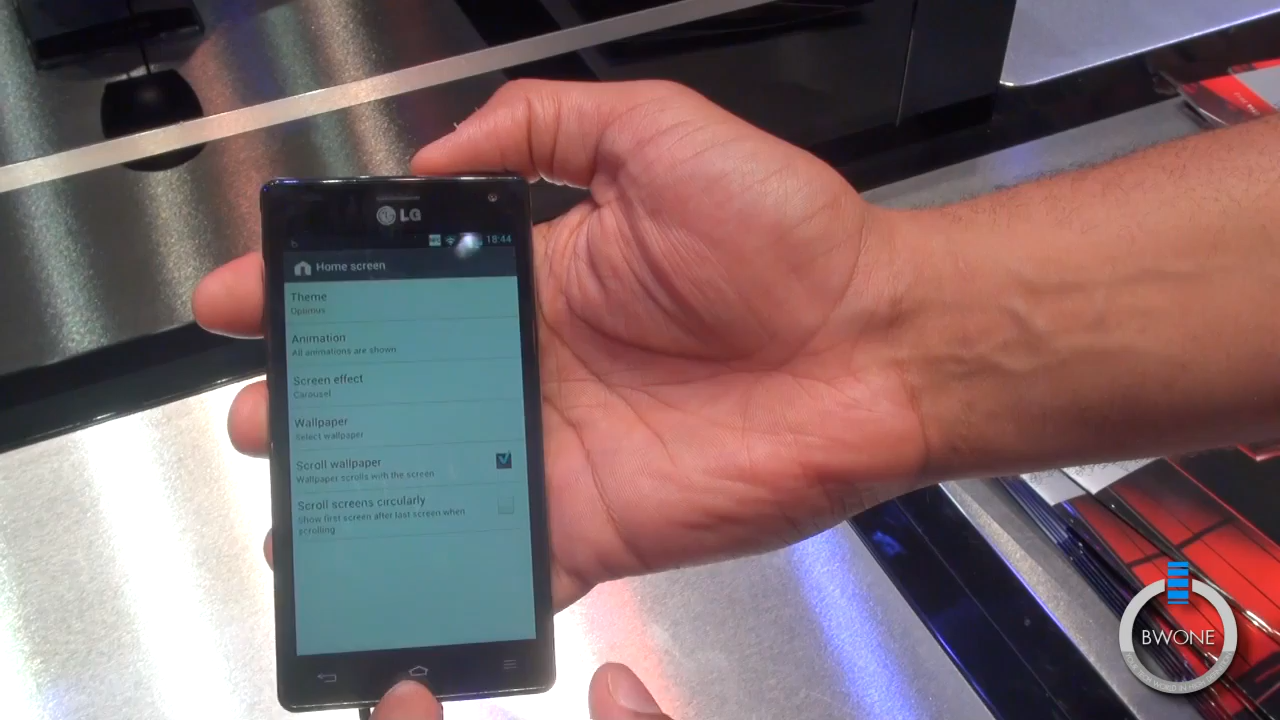 LG
18:44
Home screen
Theme
Optimus
Animation
All animations are shown
Screen effect
Carousel
Wallpaper
Select wallpaper
Scroll wallpaper
Wallpaper scrolls with the screen
Scroll screens circularly
Show first screen after last screen when
scrolling
BWONE